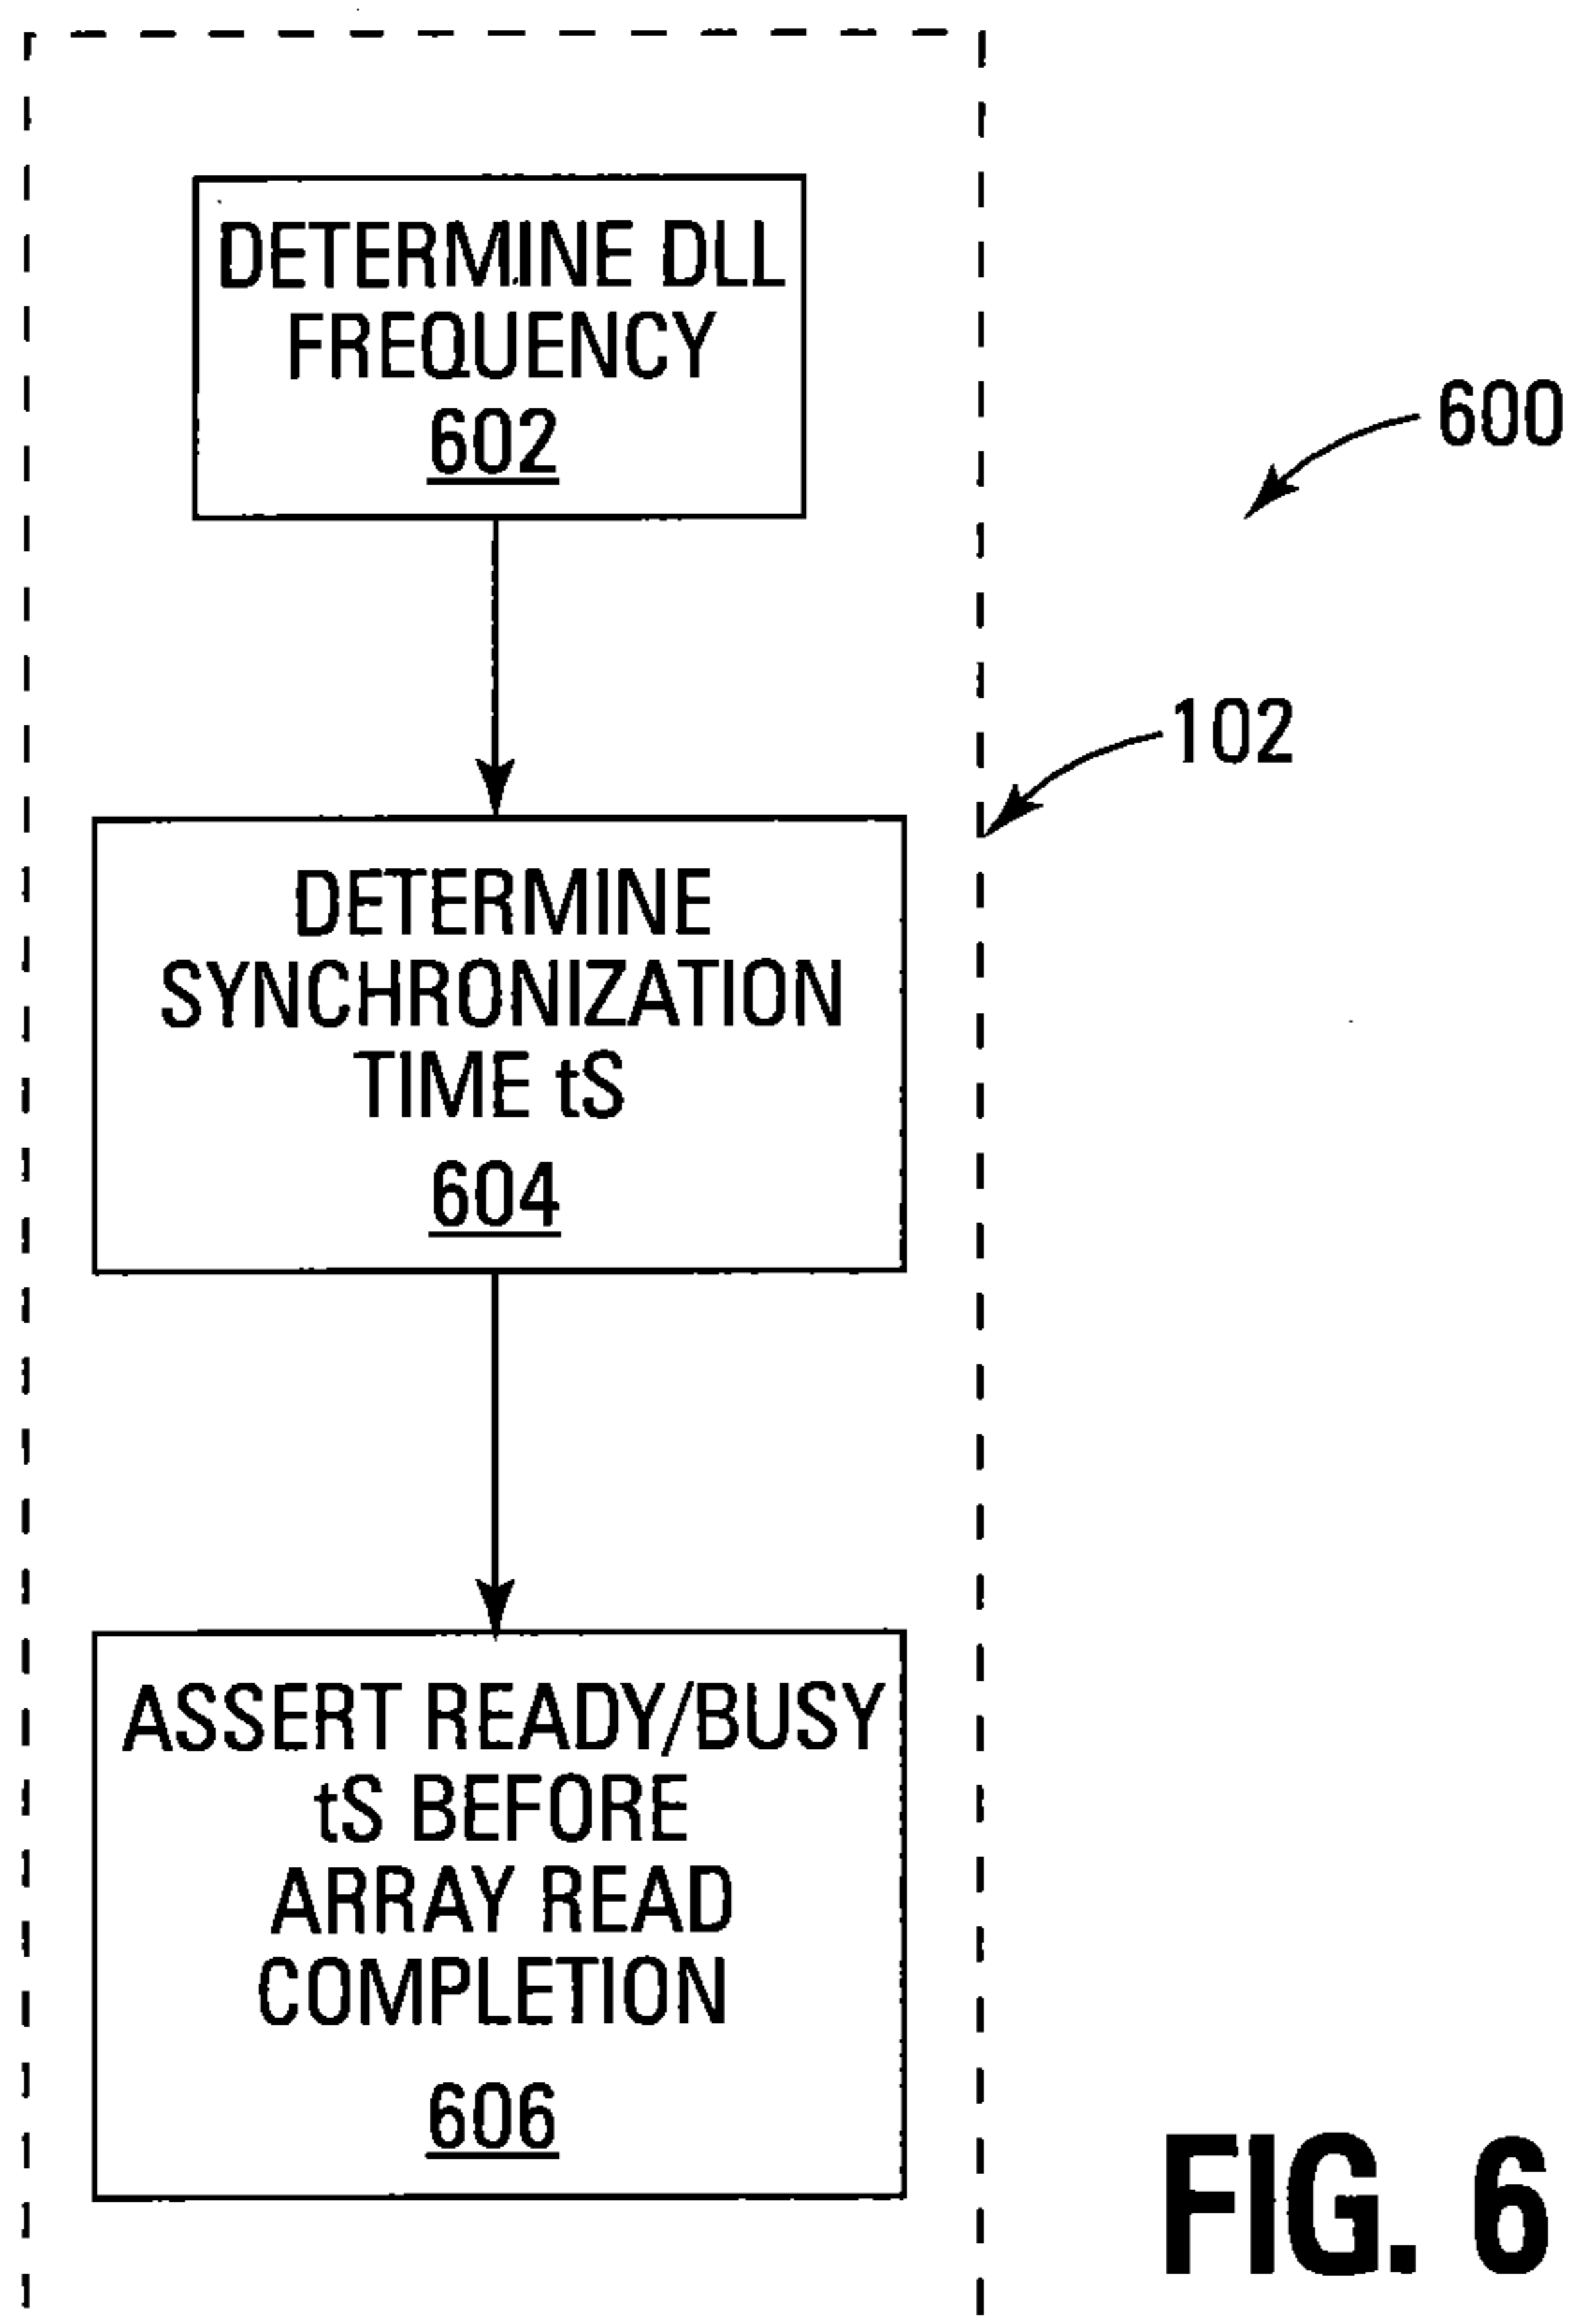 DETERMINE DLL
FREQUENCY
602
600
102
DETERMINE
SYNCHRONIZATION
TIME tS
604
ASSERT READY/BUSY
tS BEFORE
ARRAY READ
COMPLETION
606
FIG. 6